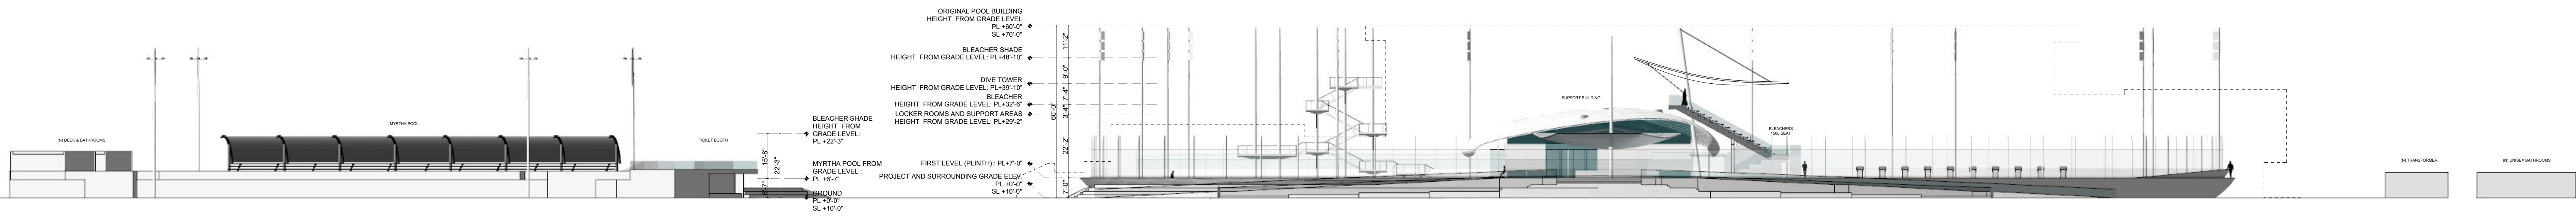 (N) DECK & BATHROOMS
MYRTHA POOL
TICKET BOOTH
BLEACHER SHADE
HEIGHT FROM
GRADE LEVEL:
PL +22'-3"
MYRTHA POOL FROM
GRADE LEVEL :
PL +6'-7"
GROUND
PL +0'-0"
SL +10'-0"
15'-8"
22'-3"
6'-7"
ORIGINAL POOL BUILDING
HEIGHT FROM GRADE LEVEL
PL +60'-0"
SL +70'-0"
BLEACHER SHADE
HEIGHT FROM GRADE LEVEL: PL+48'-10"
DIVE TOWER
HEIGHT FROM GRADE LEVEL: PL+39'-10"
BLEACHER
HEIGHT FROM GRADE LEVEL: PL+32'-6"
LOCKER ROOMS AND SUPPORT AREAS
HEIGHT FROM GRADE LEVEL: PL+29'-2"
FIRST LEVEL (PLINTH) : PL+7'-0"
PROJECT AND SURROUNDING GRADE ELEV.
PL +0'-0"
SL +10'-0"
60'-0"
11'-2"
9'-0"
7'-4"
3'-4"
22'-2"
7'-0"
SUPPORT BUILDING
BLEACHERS
1000 SEAT
(N) TRANSFORMER
(N) UNISEX BATHROOMS